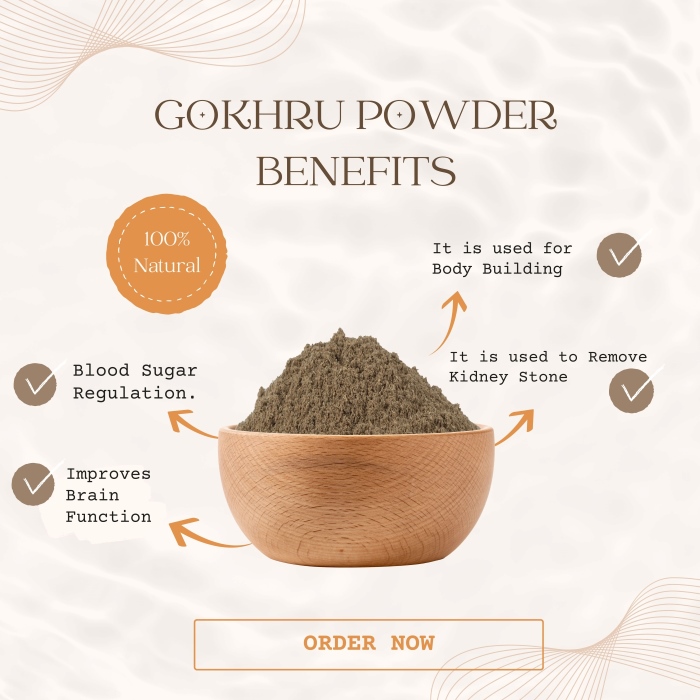 GOKHRU POWDER
BENEFITS
100%
Natural
It is used for
Body Building
It is used to Remove
Kidney Stone
Blood Sugar
Regulation.
Improves
Brain
Function
ORDER NOW